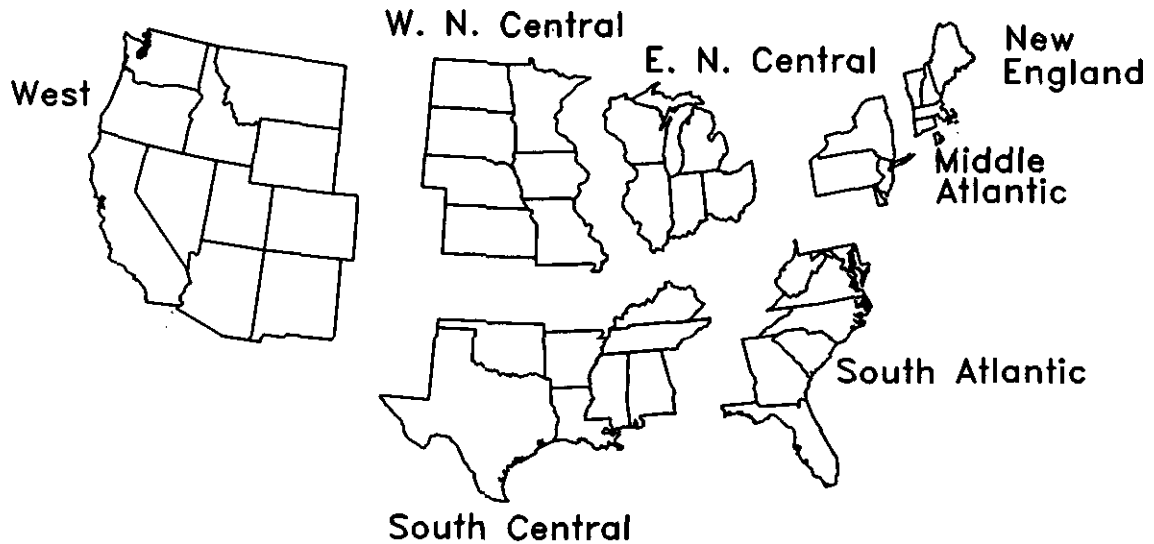 W. N. Central
E. N. Central
New
England
West
Middle
Atlantic
South Atlantic
South Central